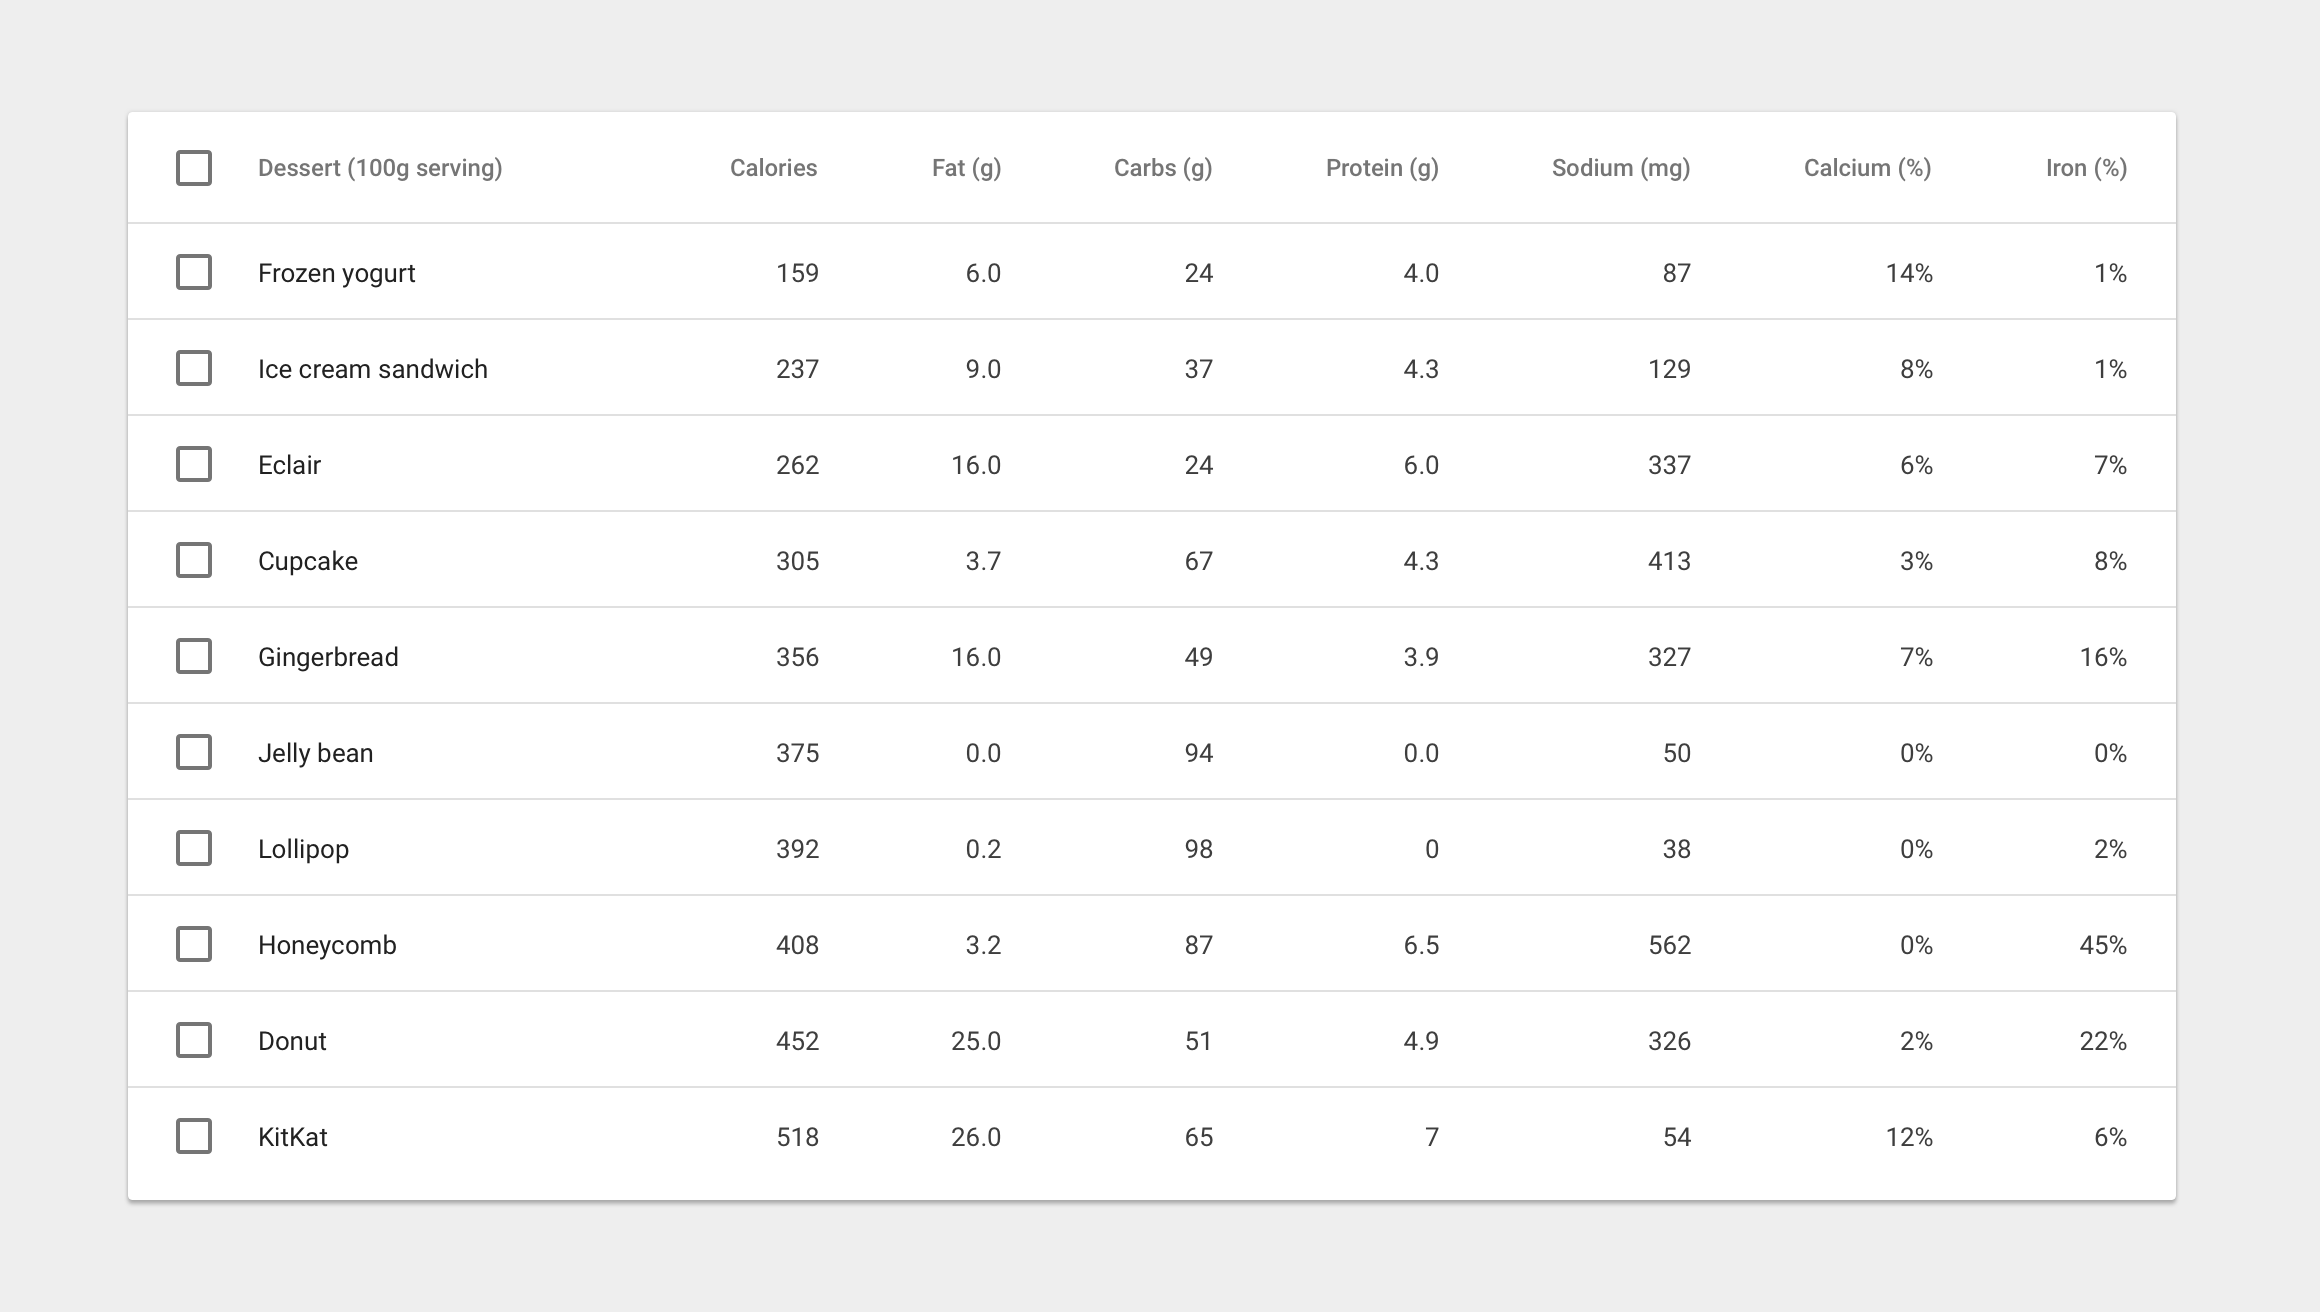 Dessert (100g serving) Calories Fat (g) Carbs (g) Protein (g) Sodium (mg) Calcium (%) Iron (%)
Frozen yogurt 159 6.0 24 4.0 87 14% 1%
Ice cream sandwich 237 9.0 37 4.3 129 8% 1%
Eclair 262 16.0 24 6.0 337 6% 7%
Cupcake 305 3.7 67 4.3 413 3% 8%
Gingerbread 356 16.0 49 3.9 327 7% 16%
Jelly bean 375 0.0 94 0.0 50 0% 0%
Lollipop 392 0.2 98 0 38 0% 2%
Honeycomb 408 3.2 87 6.5 562 0% 45%
Donut 452 25.0 51 4.9 326 2% 22%
KitKat 518 26.0 65 7 54 12% 6%